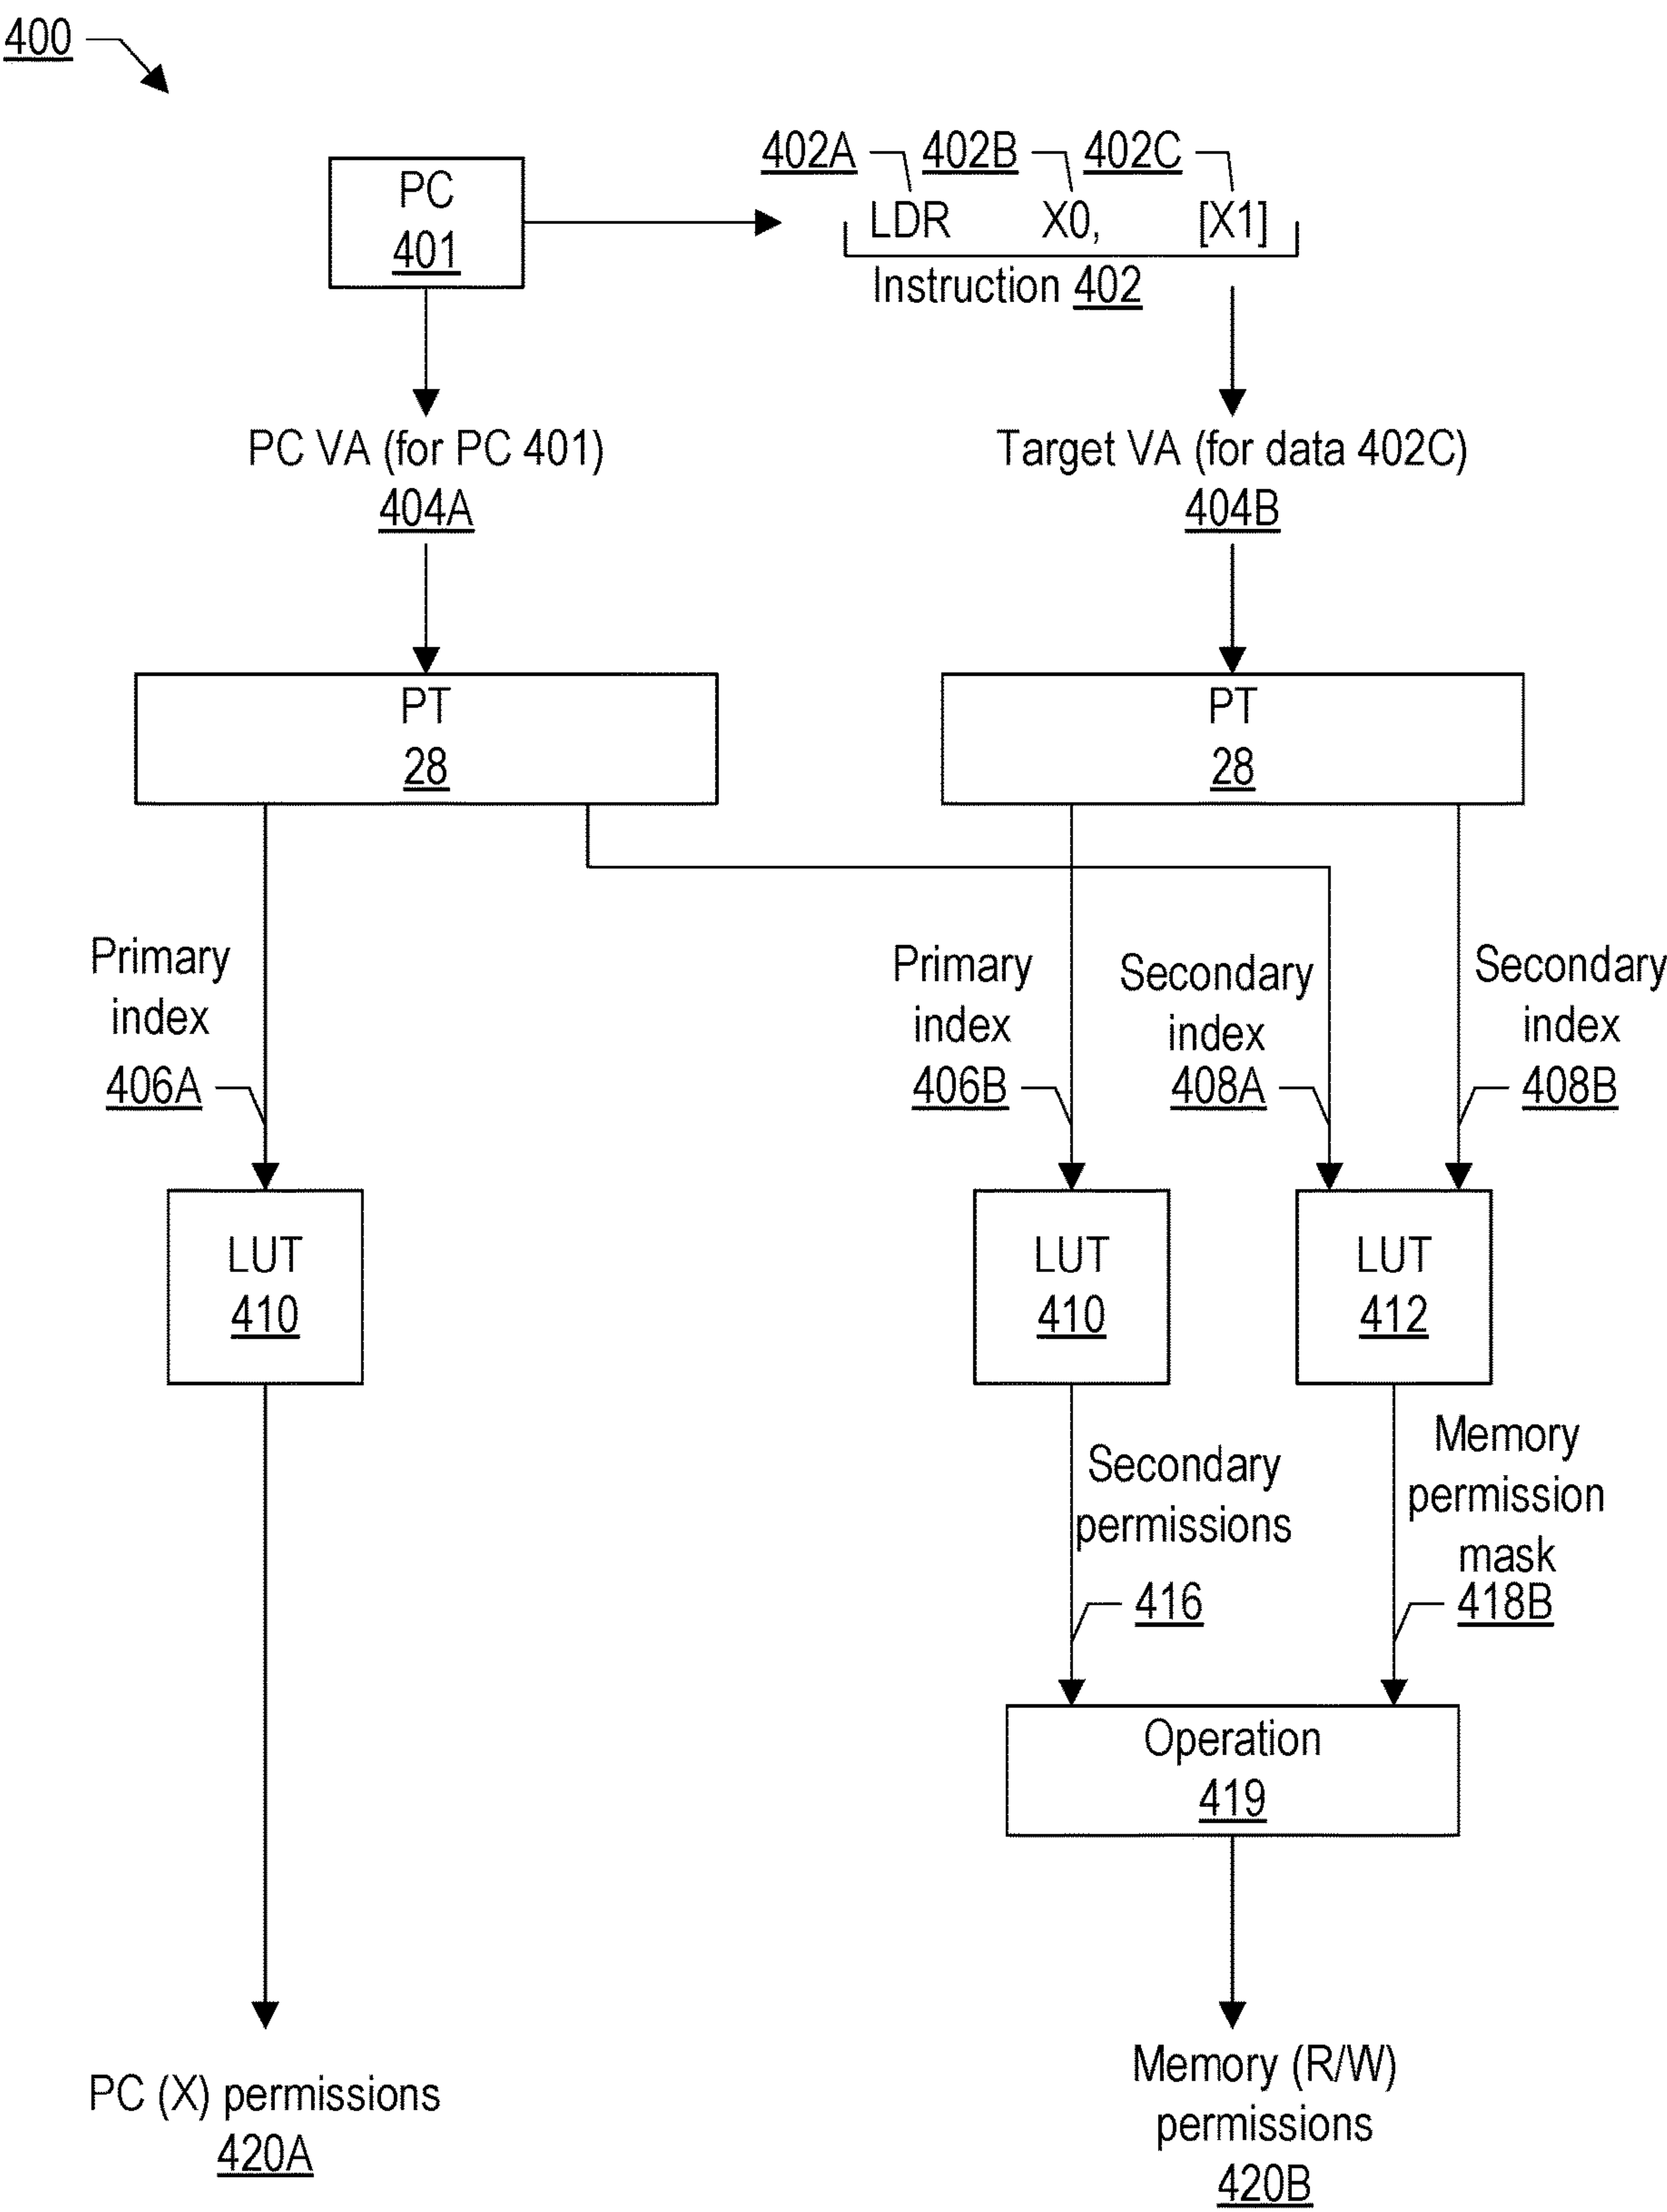 400
402A 402B 402C
PC
401
LDR X0, [X1]
Instruction 402
PC VA (for PC 401)
404A
Target VA (for data 402C)
404B
PT
28
PT
28
Primary
index
406A
Primary
index
406B
Secondary
index
408A
Secondary
index
408B
LUT
410
LUT
410
LUT
412
Secondary
permissions
416
Memory
permission
mask
418B
Operation
419
PC (X) permissions
420A
Memory (R/W)
permissions
420B